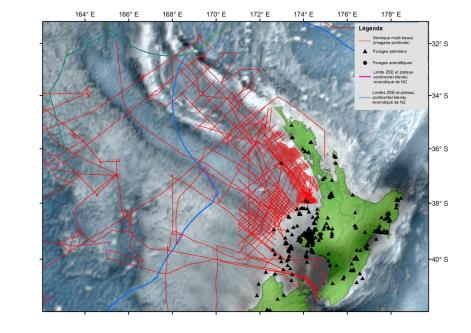 164° E 166° E 168° E 170° E 172° E 174° E 176° E 178° E
Légende
Sismique multi-traces
(imagerie profonde)
Forages pétroliers
Forages scientifiques
Limite ZEE et plateau
continental étendu
revendiqué de NC
Limites ZEE et plateau
continental étendu
revendiqué de NZ
32° S
34° S
36° S
38° S
40° S